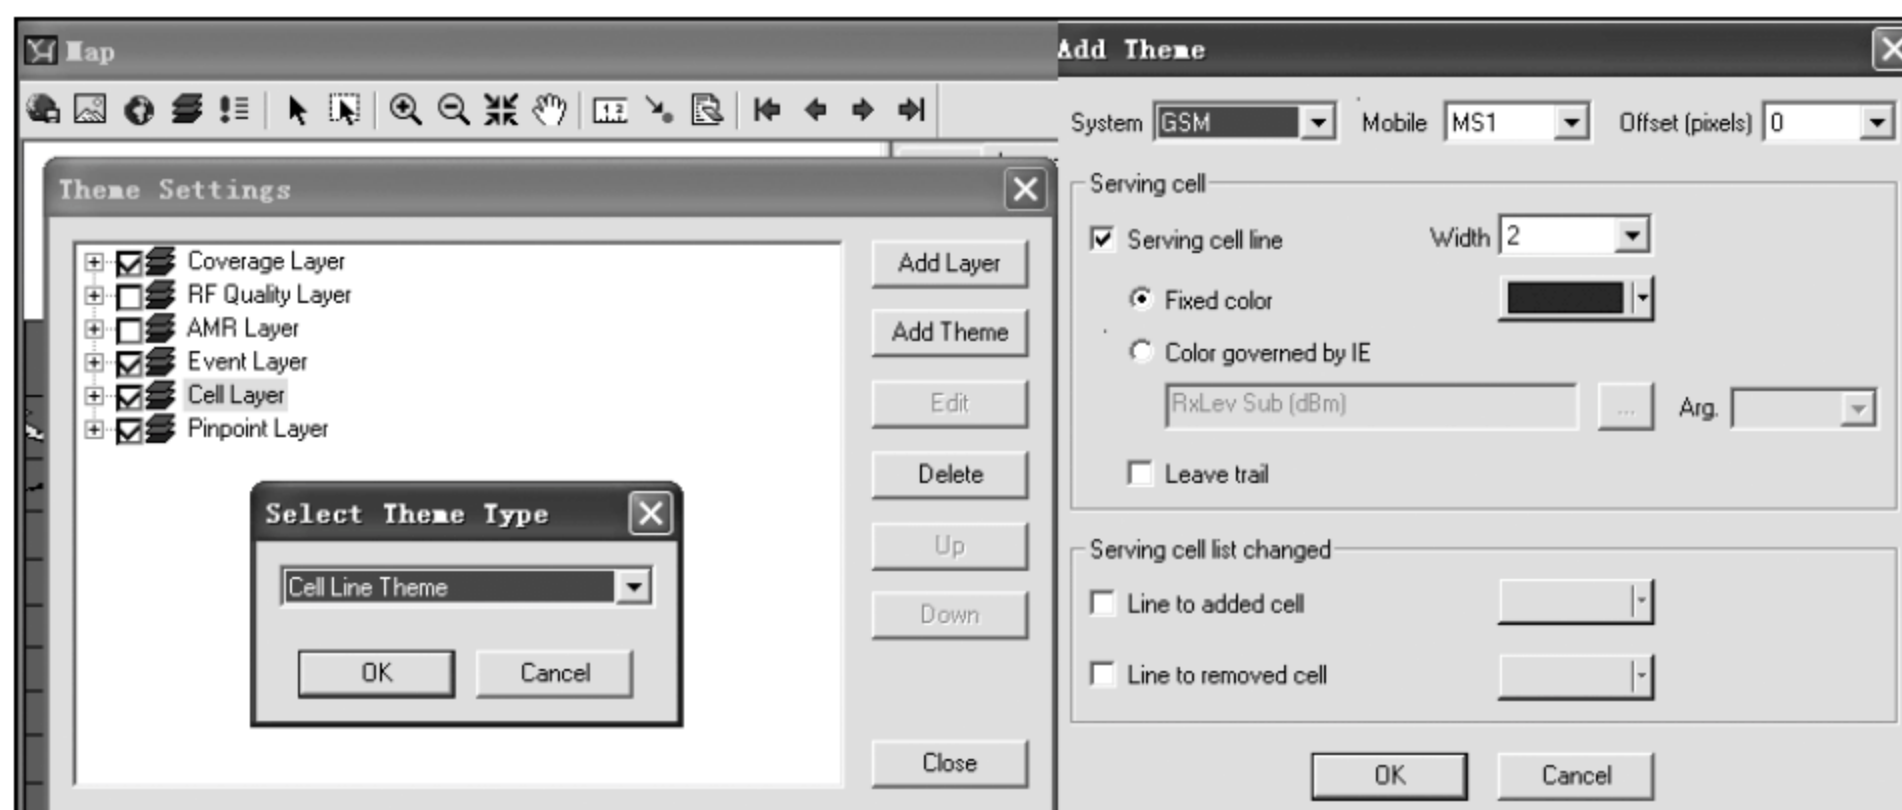 Map
Theme Settings
Coverage Layer
RF Quality Layer
AMR Layer
Event Layer
Cell Layer
Pinpoint Layer
Add Layer
Add Theme
Edit
Delete
Up
Down
Close
Select Theme Type
Cell Line Theme
OK Cancel
Add Theme
System GSM Mobile MS1 Offset (pixels) 0
Serving cell
Serving cell line Width 2
Fixed color
Color governed by IE
RxLev Sub (dBm) ... Arg.
Leave trail
Serving cell list changed
Line to added cell
Line to removed cell
OK Cancel